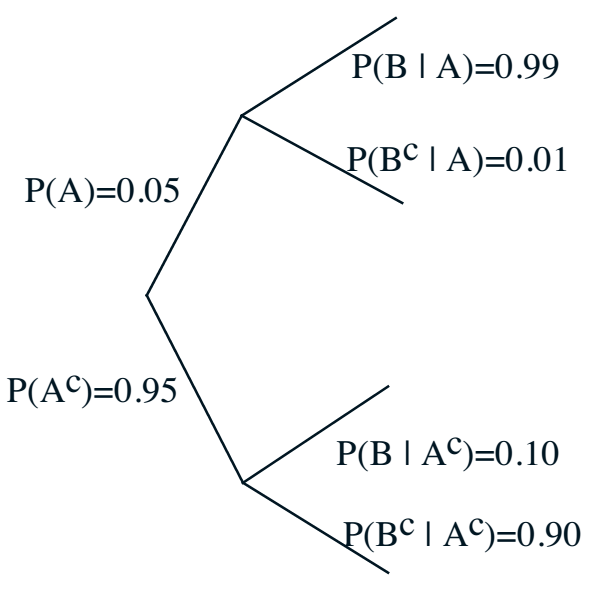 P(B | A)=0.99
P(Bᶜ | A)=0.01
P(A)=0.05
P(Aᶜ)=0.95
P(B | Aᶜ)=0.10
P(Bᶜ | Aᶜ)=0.90